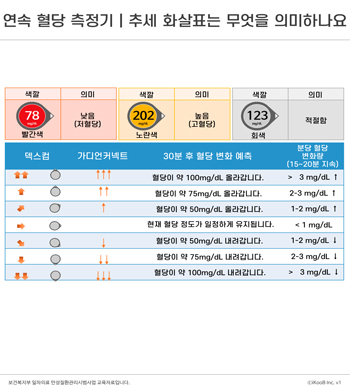 연속 혈당 측정기 | 추세 화살표는 무엇을 의미하나요
색깔 의미 색깔 의미 색깔 의미
78 mg/dL 빨간색 낮음 (저혈당) 202 mg/dL 노란색 높음 (고혈당) 123 mg/dL 회색 적절함
덱스컴 가디언커넥트 30분 후 혈당 변화 예측 분당 혈당 변화량 (15~20분 지속)
↑↑↑ 혈당이 약 100mg/dL 올라갑니다. > 3 mg/dL ↑
↑↑ 혈당이 약 75mg/dL 올라갑니다. 2-3 mg/dL ↑
↑ 혈당이 약 50mg/dL 올라갑니다. 1-2 mg/dL ↑
현재 혈당 정도가 일정하게 유지됩니다. < 1 mg/dL
↓ 혈당이 약 50mg/dL 내려갑니다. 1-2 mg/dL ↓
↓↓ 혈당이 약 75mg/dL 내려갑니다. 2-3 mg/dL ↓
↓↓↓ 혈당이 약 100mg/dL 내려갑니다. > 3 mg/dL ↓
보건복지부 일차의료 만성질환관리시범사업 교육자료입니다. ⓒiKooB Inc. v1